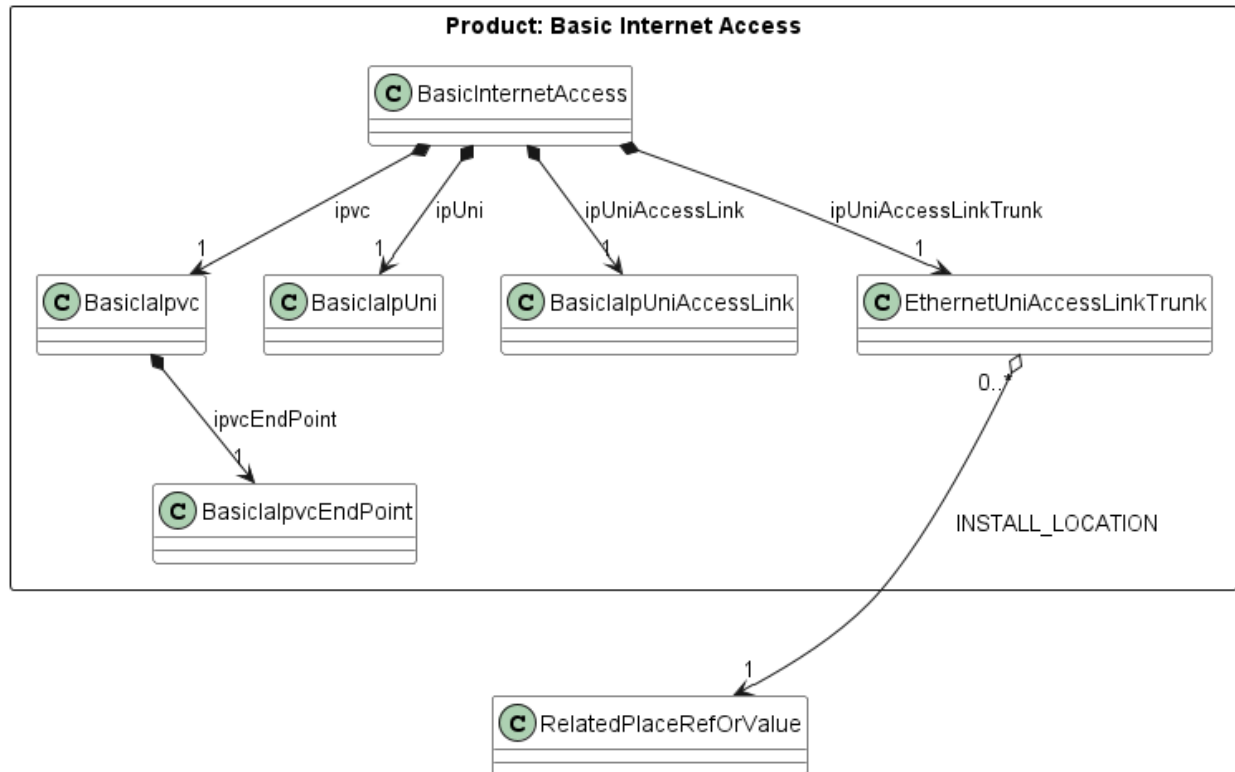 Product: Basic Internet Access
C BasicInternetAccess
ipvc
ipUni
ipUniAccessLink
ipUniAccessLinkTrunk
1
1
1
1
C BasicIaIpvc
C BasicIaIpUni
C BasicIaIpUniAccessLink
C EthernetUniAccessLinkTrunk
0..*
ipvcEndPoint
1
C BasicIaIpvcEndPoint
INSTALL_LOCATION
1
C RelatedPlaceRefOrValue